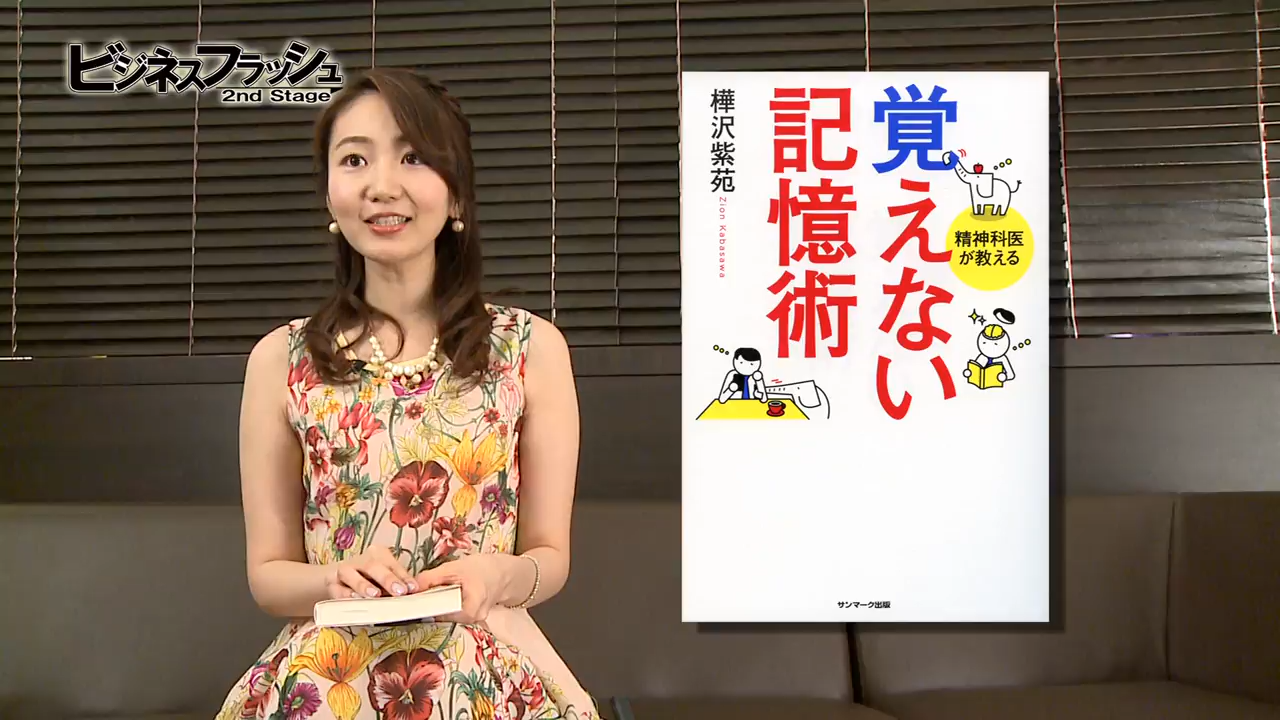 ビジネスフラッシュ
2nd Stage
精神科医
が教える
覚えない
記憶術
樺沢紫苑
Zion Kabasawa
サンマーク出版